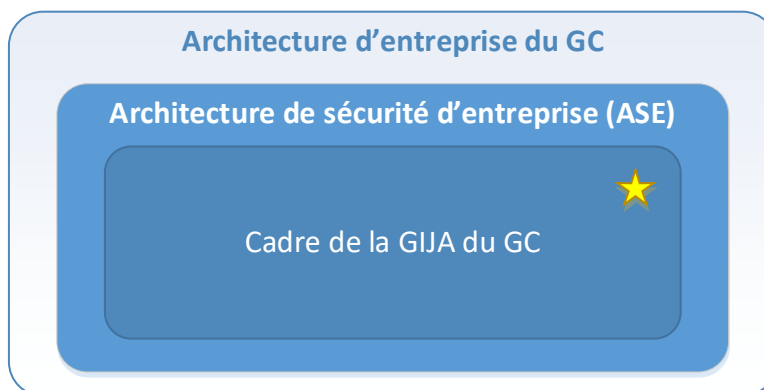 Architecture d’entreprise du GC
Architecture de sécurité d’entreprise (ASE)
Cadre de la GIJA du GC